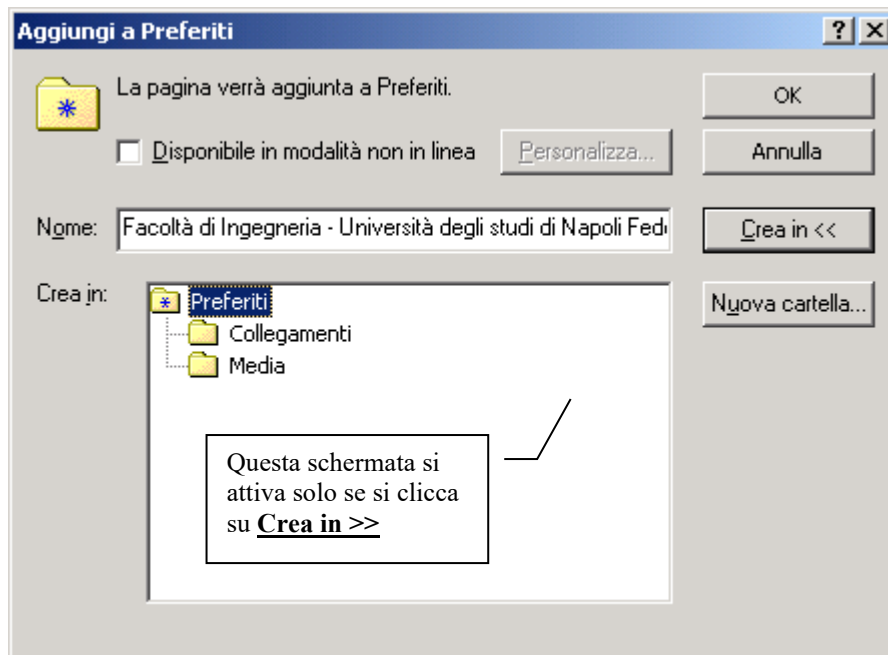 Aggiungi a Preferiti
La pagina verrà aggiunta a Preferiti.
OK
Disponibile in modalità non in linea
Personalizza...
Annulla
Nome:
Facoltà di Ingegneria - Università degli studi di Napoli Fed
Crea in <<
Crea in:
Preferiti
Nuova cartella...
Collegamenti
Media
Questa schermata si
attiva solo se si clicca
su Crea in >>